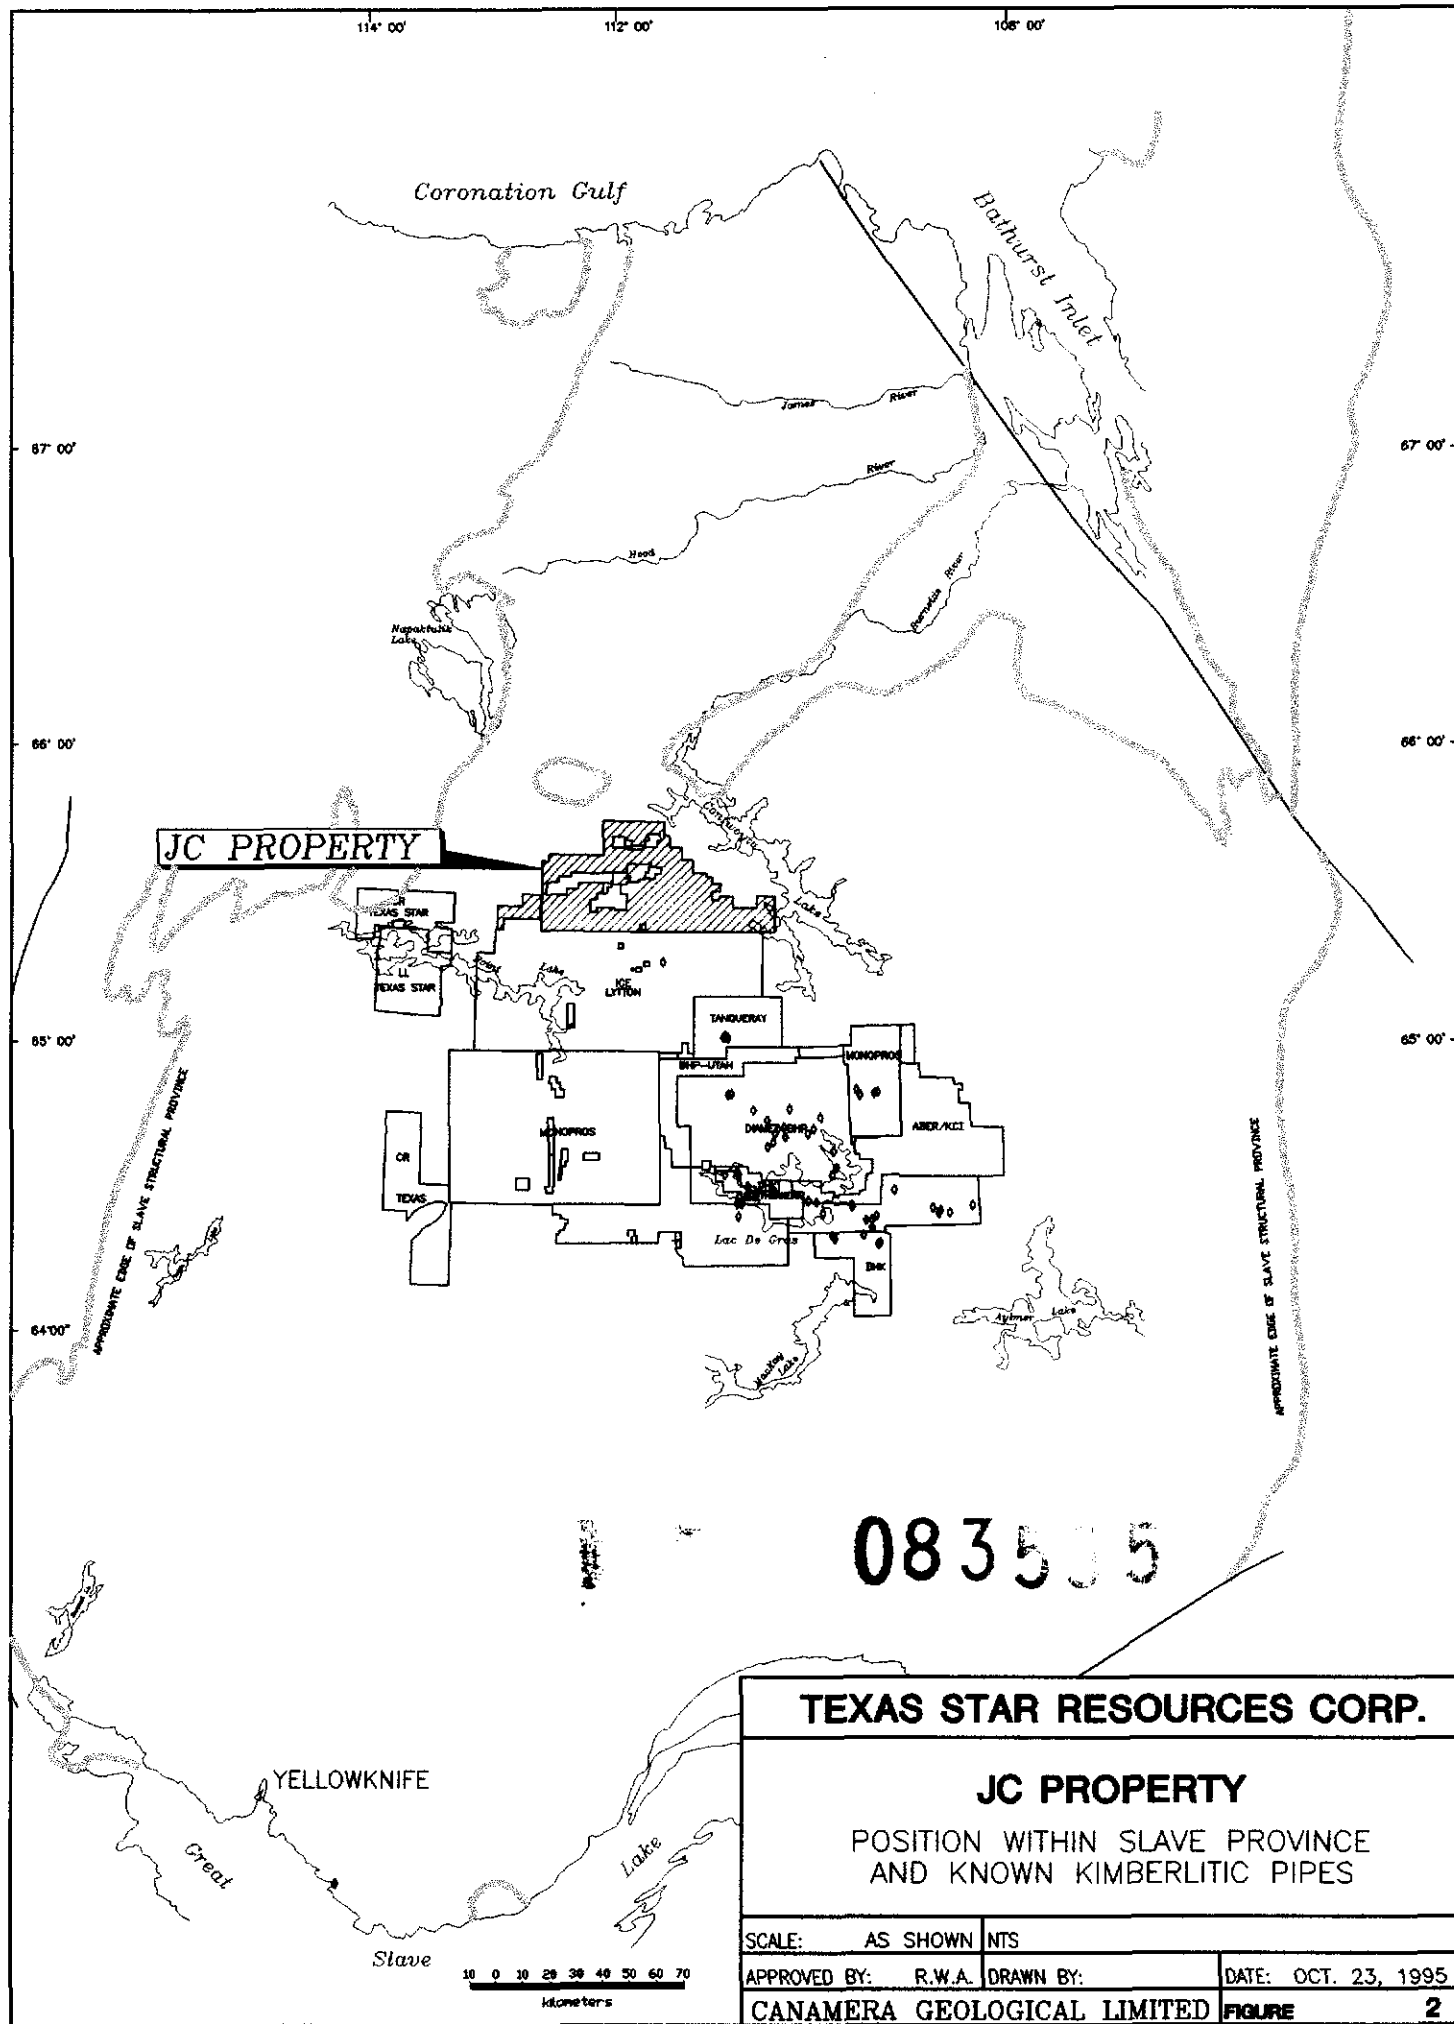 114° 00'
112° 00'
108° 00'
Coronation Gulf
Bathurst Inlet
James River
67° 00'
67° 00'
River
Hood
Burnside River
Napaktulik
Lake
66° 00'
66° 00'
JC PROPERTY
Contwoyto
Lake
TEXAS STAR
LL
TEXAS STAR
Point Lake
ICE
LYTTON
TANQUERAY
65° 00'
65° 00'
BHP-UTAH
MONOPROS
MONOPROS
ABER/KCI
CR
TEXAS
APPROXIMATE EDGE OF SLAVE STRUCTURAL PROVINCE
APPROXIMATE EDGE OF SLAVE STRUCTURAL PROVINCE
Lac De Gras
BHK
64°00"
Aylmer Lake
MacKay
Lake
0835 5
YELLOWKNIFE
Great
Slave
Lake
10 0 10 20 30 40 50 60 70
kilometers
TEXAS STAR RESOURCES CORP.
JC PROPERTY
POSITION WITHIN SLAVE PROVINCE
AND KNOWN KIMBERLITIC PIPES
SCALE: AS SHOWN NTS
APPROVED BY: R.W.A. DRAWN BY: DATE: OCT. 23, 1995
CANAMERA GEOLOGICAL LIMITED FIGURE 2